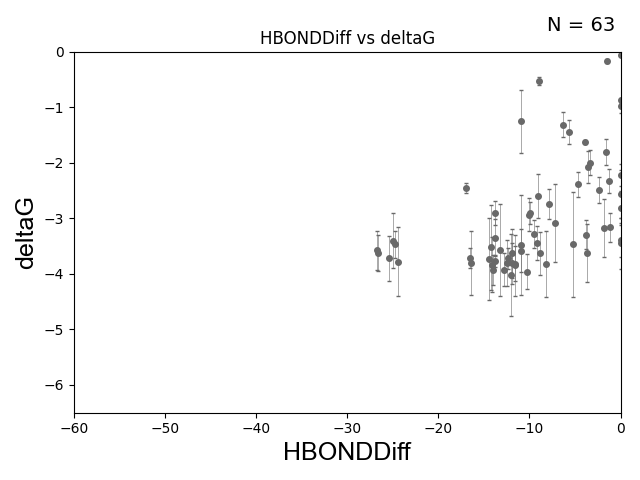 N = 63
HBONDDiff vs deltaG
0
−1
−2
−3
−4
−5
−6
deltaG
−60 −50 −40 −30 −20 −10 0
HBONDDiff